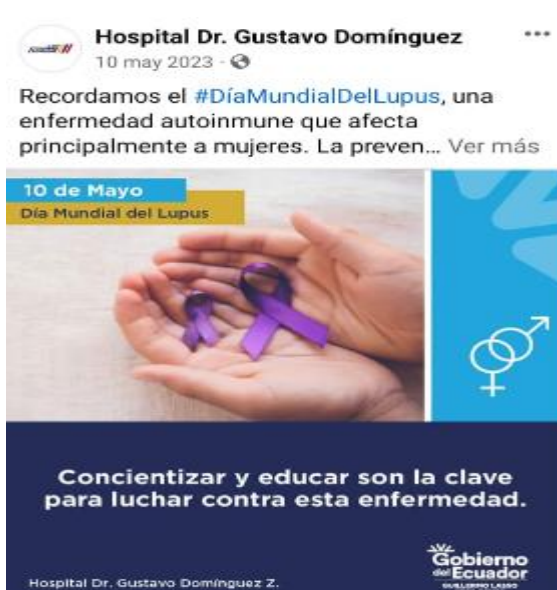 Hospital Dr. Gustavo Domínguez
10 may 2023
Recordamos el #DíaMundialDelLupus, una
enfermedad autoinmune que afecta
principalmente a mujeres. La preven... Ver más
10 de Mayo
Día Mundial del Lupus
Concientizar y educar son la clave
para luchar contra esta enfermedad.
Gobierno
del Ecuador
GUILLERMO LASSO
Hospital Dr. Gustavo Domínguez Z.